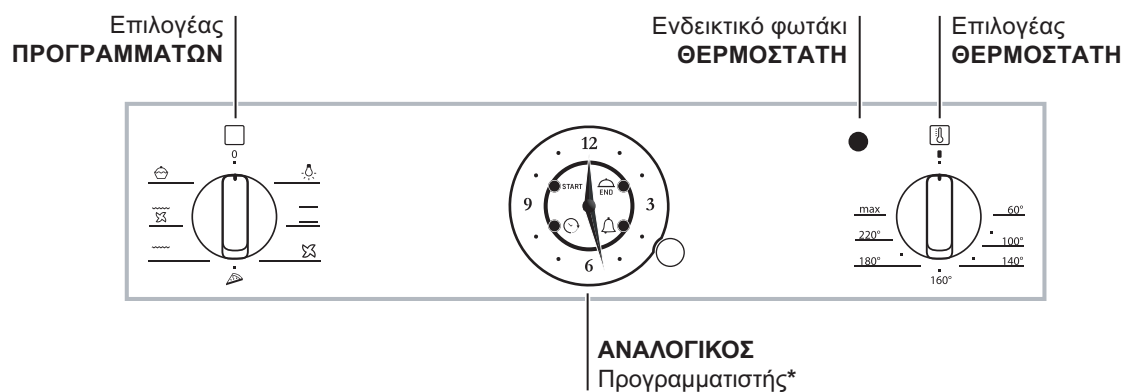 Επιλογέας
ΠΡΟΓΡΑΜΜΑΤΩΝ
Ενδεικτικό φωτάκι
ΘΕΡΜΟΣΤΑΤΗ
Επιλογέας
ΘΕΡΜΟΣΤΑΤΗ
0
12
3
6
9
START
END
max
220°
180°
160°
140°
100°
60°
ΑΝΑΛΟΓΙΚΟΣ
Προγραμματιστής*